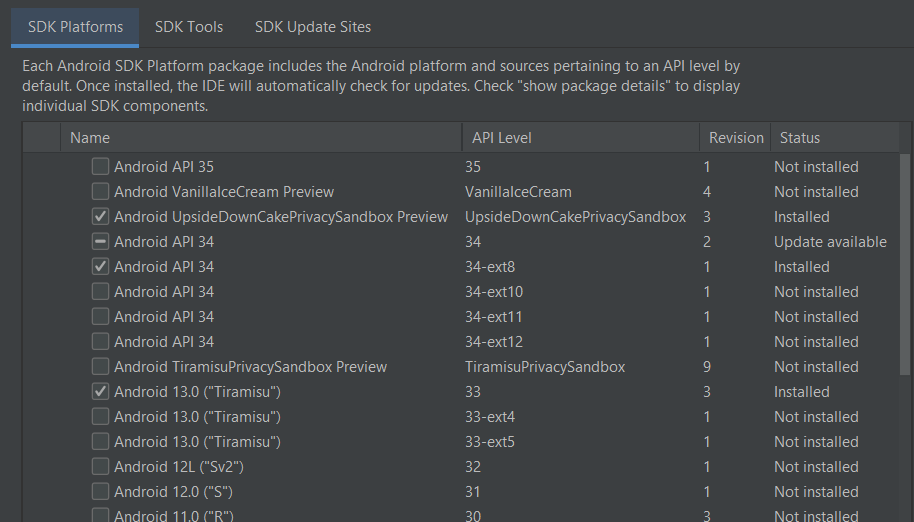 SDK Platforms SDK Tools SDK Update Sites
Each Android SDK Platform package includes the Android platform and sources pertaining to an API level by
default. Once installed, the IDE will automatically check for updates. Check "show package details" to display
individual SDK components.
Name API Level Revision Status
Android API 35 35 1 Not installed
Android VanillaIceCream Preview VanillaIceCream 4 Not installed
Android UpsideDownCakePrivacySandbox Preview UpsideDownCakePrivacySandbox 3 Installed
Android API 34 34 2 Update available
Android API 34 34-ext8 1 Installed
Android API 34 34-ext10 1 Not installed
Android API 34 34-ext11 1 Not installed
Android API 34 34-ext12 1 Not installed
Android TiramisuPrivacySandbox Preview TiramisuPrivacySandbox 9 Not installed
Android 13.0 ("Tiramisu") 33 3 Installed
Android 13.0 ("Tiramisu") 33-ext4 1 Not installed
Android 13.0 ("Tiramisu") 33-ext5 1 Not installed
Android 12L ("Sv2") 32 1 Not installed
Android 12.0 ("S") 31 1 Not installed
Android 11.0 ("R") 30 3 Not installed